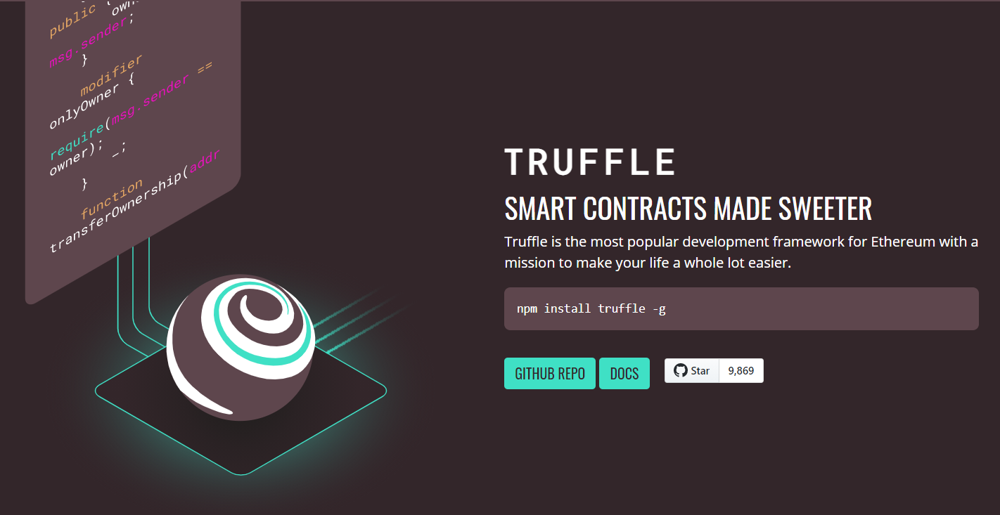 public
msg.sender;
}
modifier
onlyOwner {
require(msg.sender ==
owner); _;
}
function
transferOwnership(addr
TRUFFLE
SMART CONTRACTS MADE SWEETER
Truffle is the most popular development framework for Ethereum with a
mission to make your life a whole lot easier.
npm install truffle -g
GITHUB REPO
DOCS
Star
9,869